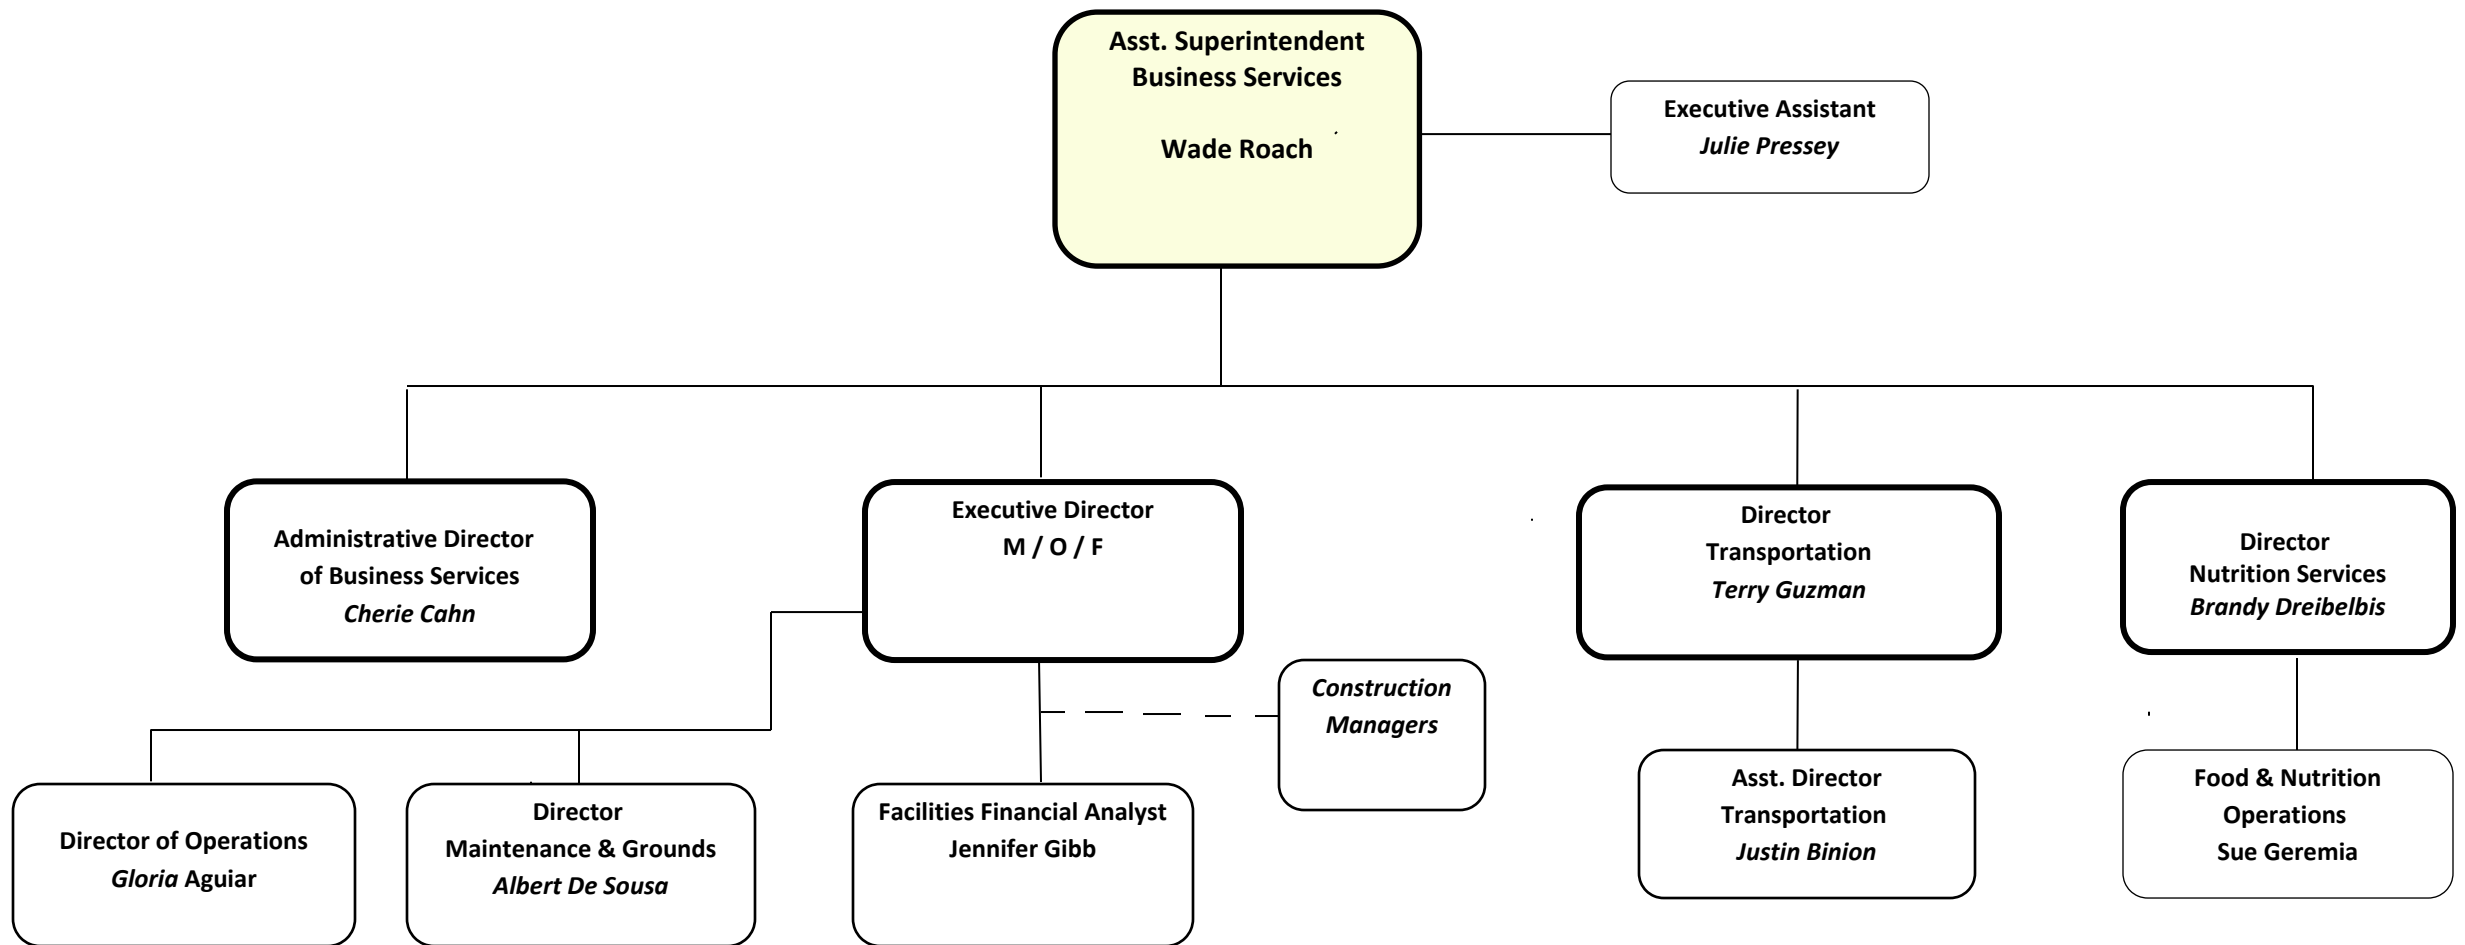 Asst. Superintendent
Business Services
Wade Roach
Executive Assistant
Julie Pressey
Administrative Director
of Business Services
Cherie Cahn
Executive Director
M / O / F
Director
Transportation
Terry Guzman
Director
Nutrition Services
Brandy Dreibelbis
Construction
Managers
Director of Operations
Gloria Aguiar
Director
Maintenance & Grounds
Albert De Sousa
Facilities Financial Analyst
Jennifer Gibb
Asst. Director
Transportation
Justin Binion
Food & Nutrition
Operations
Sue Geremia